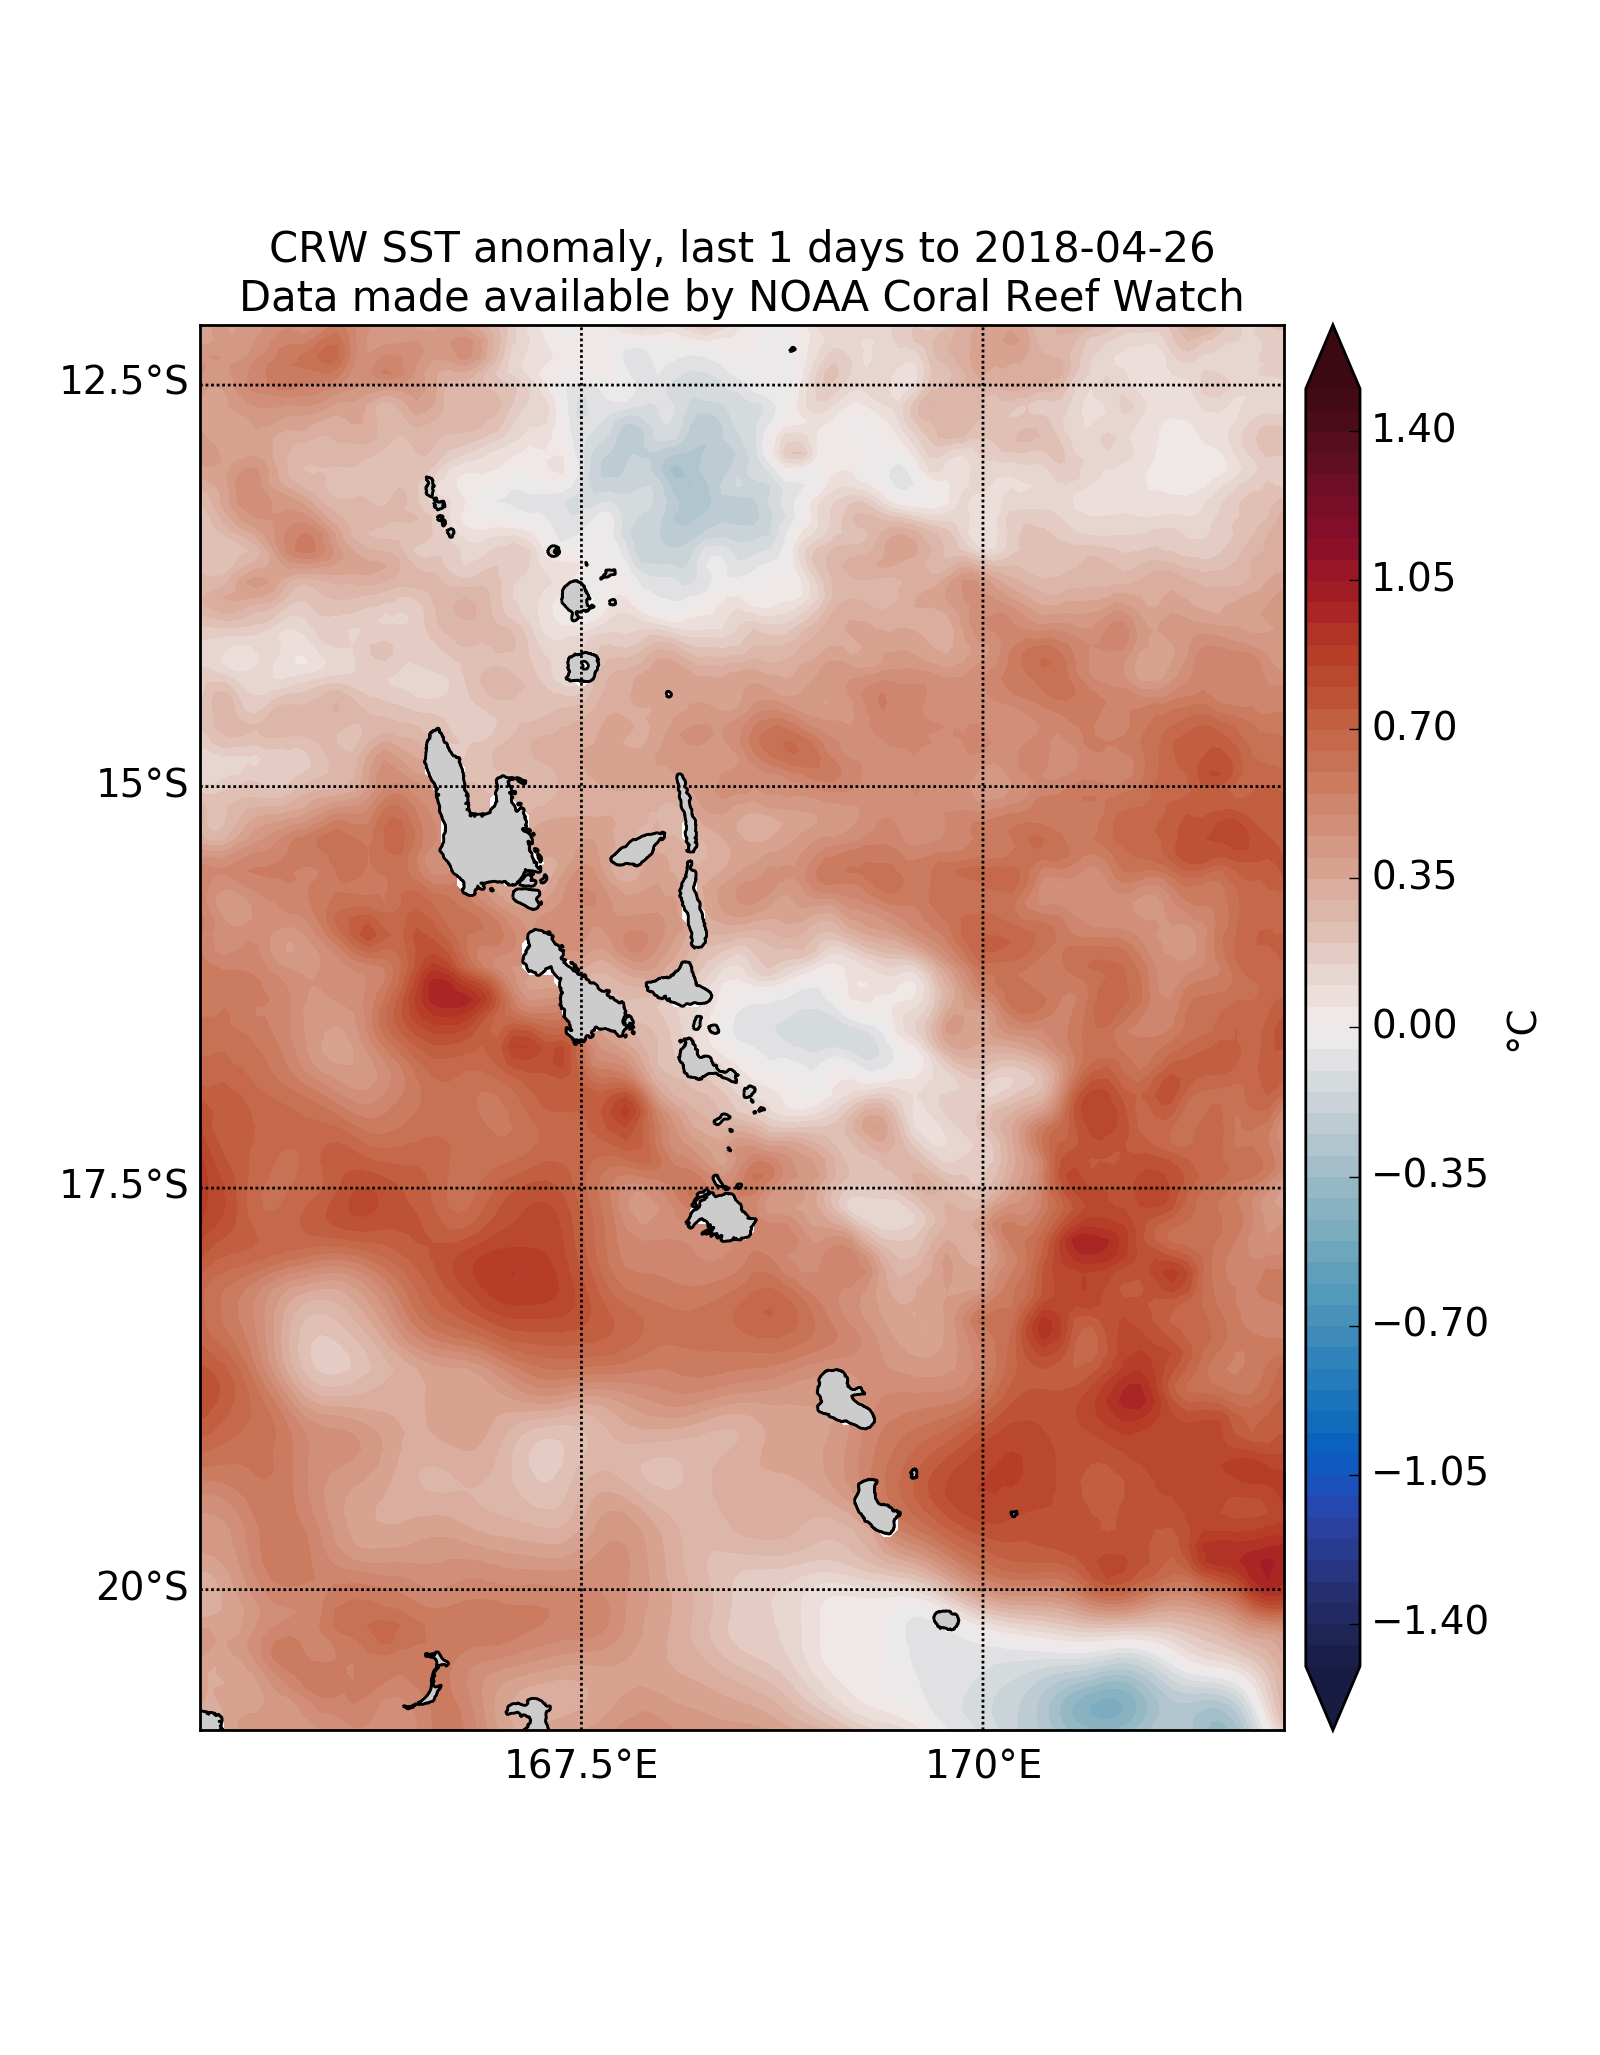 CRW SST anomaly, last 1 days to 2018-04-26
Data made available by NOAA Coral Reef Watch
12.5°S
15°S
17.5°S
20°S
167.5°E
170°E
1.40
1.05
0.70
0.35
0.00
−0.35
−0.70
−1.05
−1.40
°C